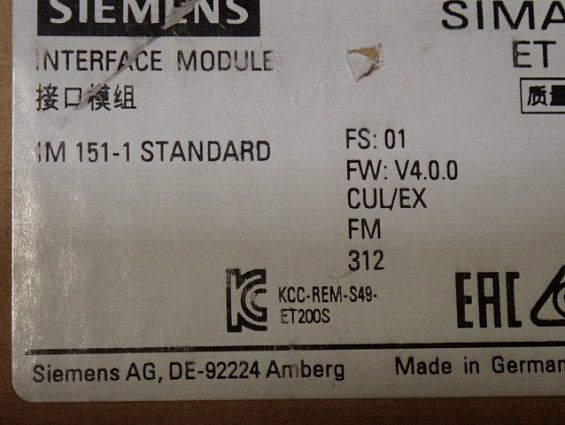 SIEMENS
SIMA
INTERFACE MODULE
ET
接口模组
质量
IM 151-1 STANDARD
FS: 01
FW: V4.0.0
CUL/EX
FM
312
KCC-REM-S49-
ET200S
EAC
Siemens AG, DE-92224 Amberg
Made in German